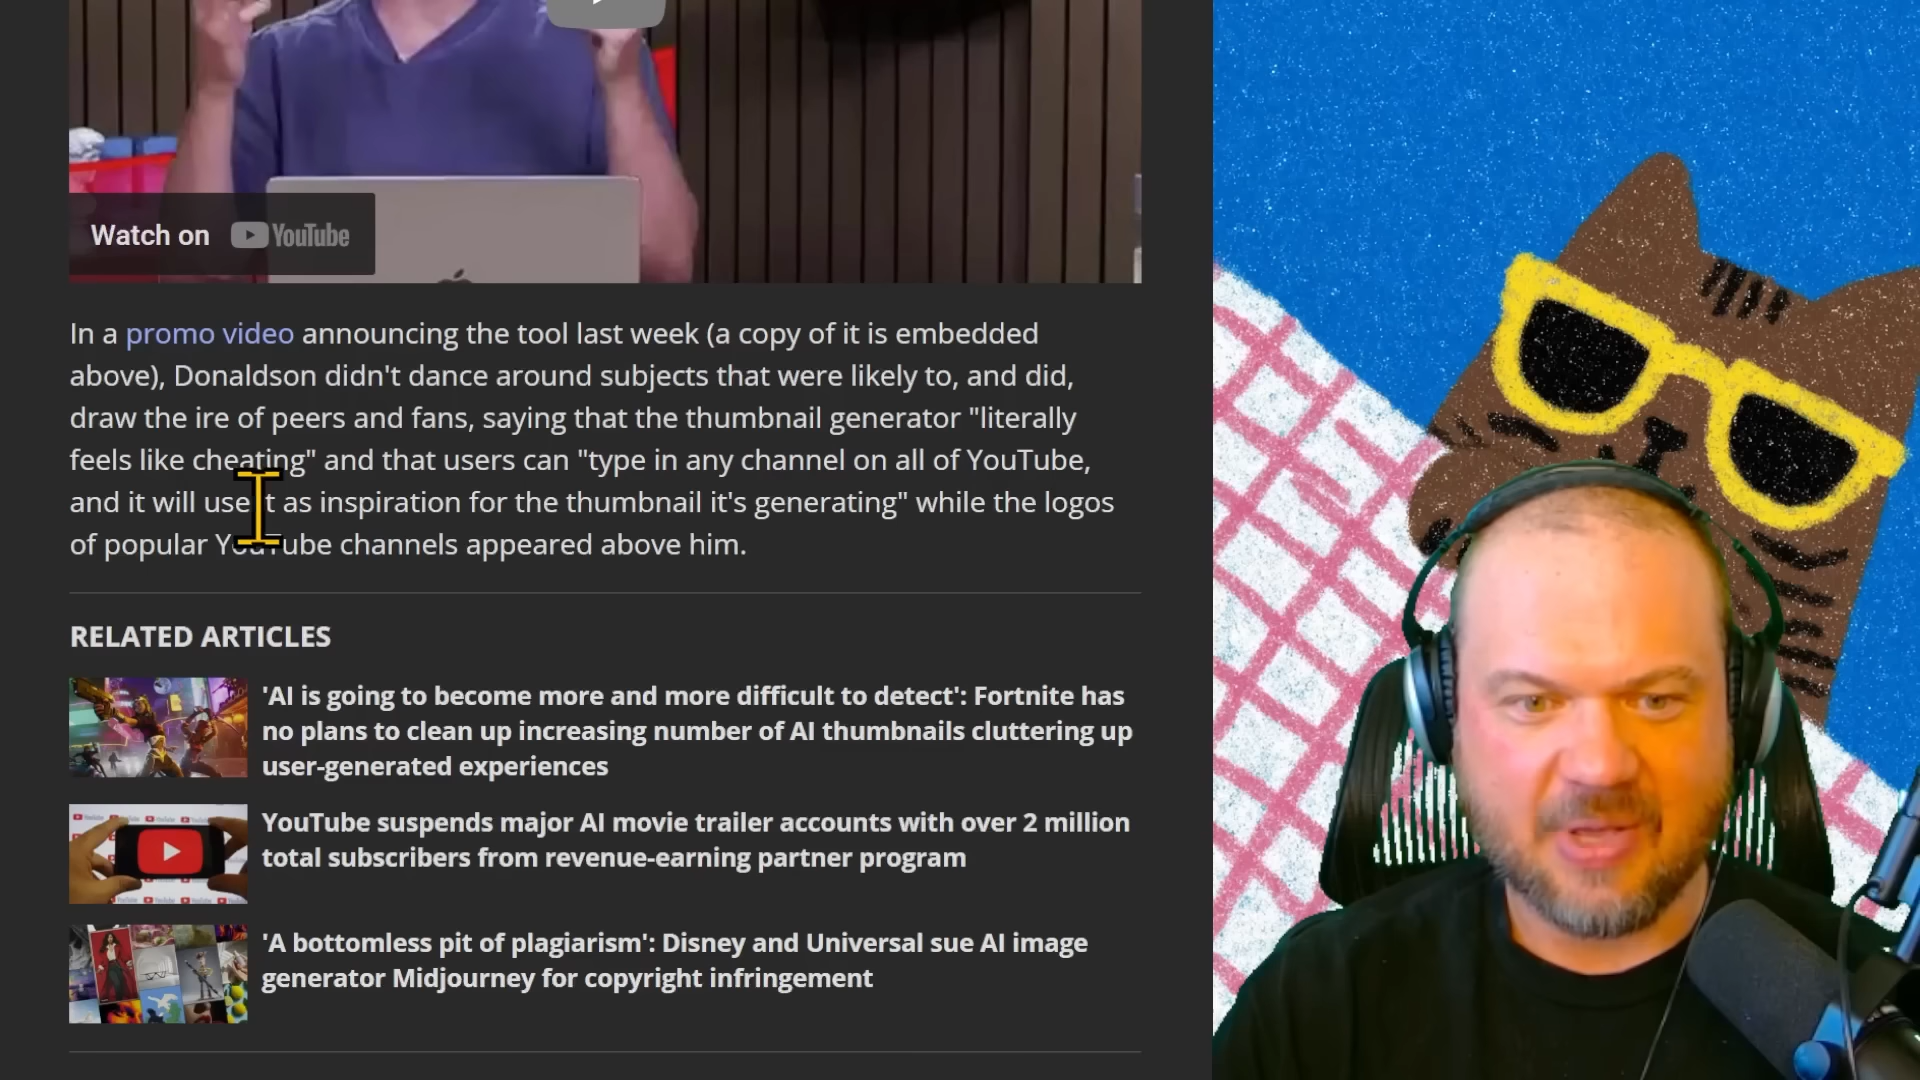 Watch on YouTube
In a promo video announcing the tool last week (a copy of it is embedded
above), Donaldson didn't dance around subjects that were likely to, and did,
draw the ire of peers and fans, saying that the thumbnail generator "literally
feels like cheating" and that users can "type in any channel on all of YouTube,
and it will use it as inspiration for the thumbnail it's generating" while the logos
of popular YouTube channels appeared above him.
RELATED ARTICLES
'AI is going to become more and more difficult to detect': Fortnite has
no plans to clean up increasing number of AI thumbnails cluttering up
user-generated experiences
YouTube suspends major AI movie trailer accounts with over 2 million
total subscribers from revenue-earning partner program
'A bottomless pit of plagiarism': Disney and Universal sue AI image
generator Midjourney for copyright infringement